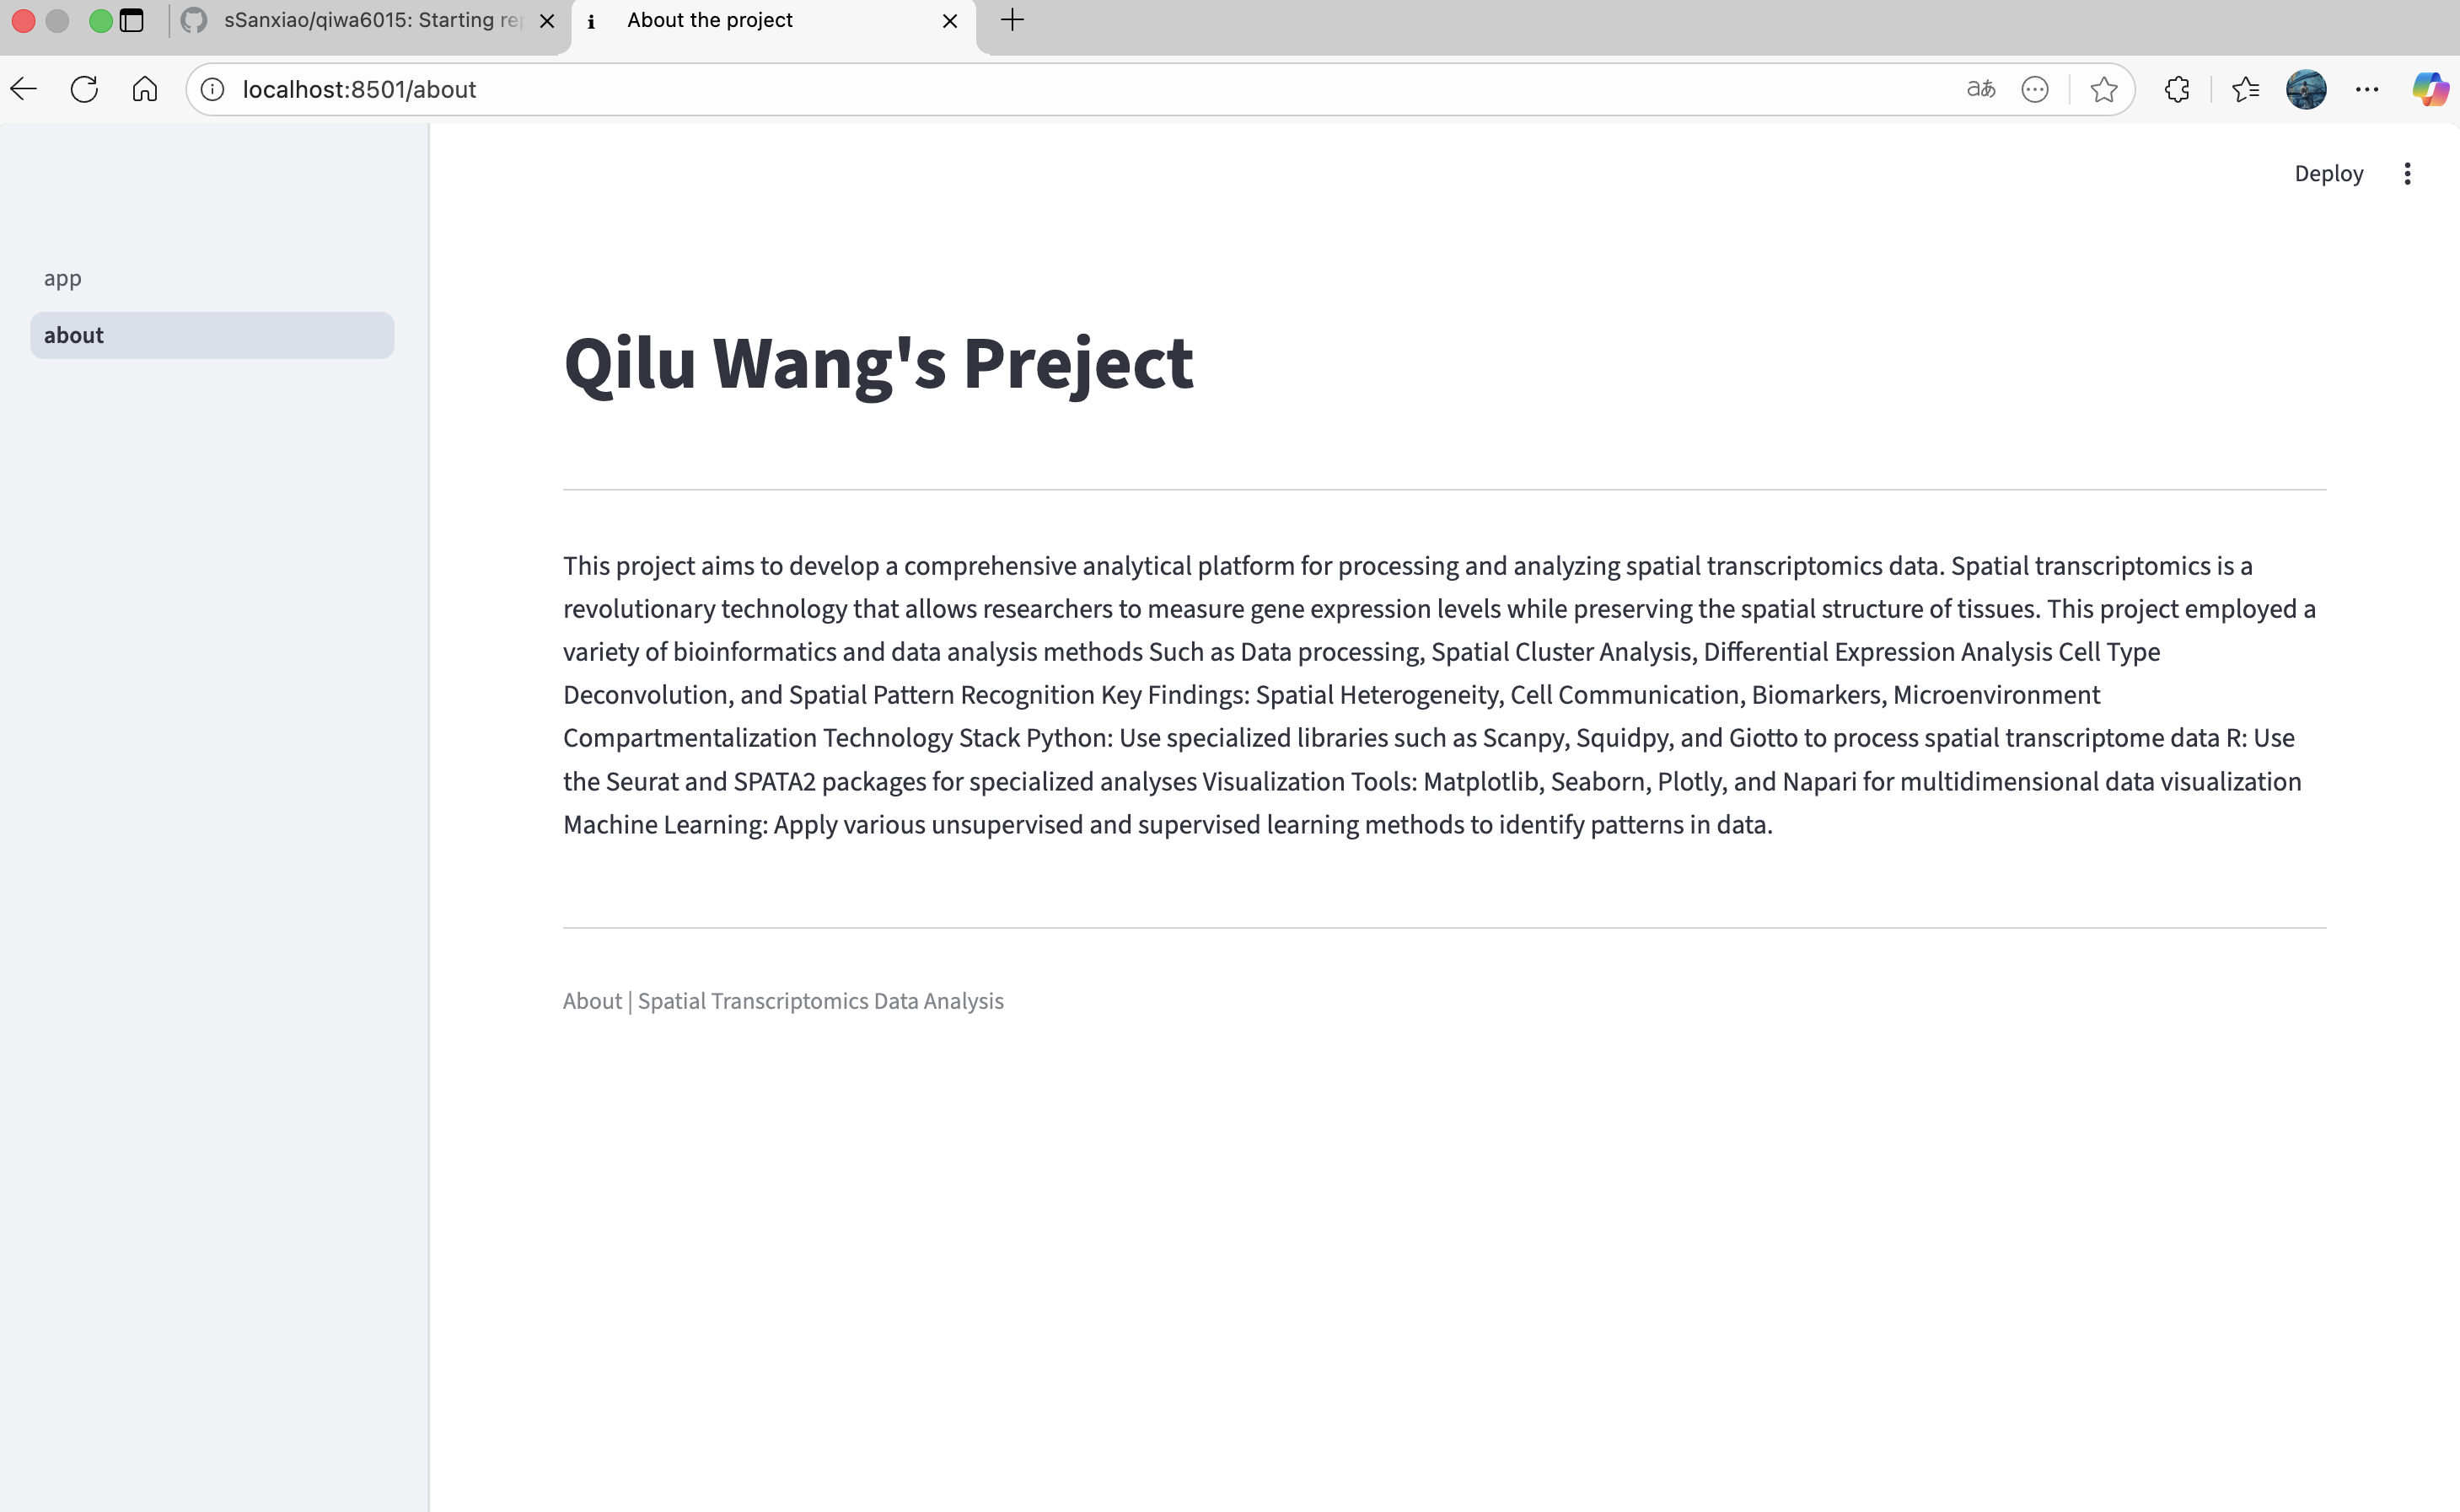 sSanxiao/qiwa6015: Starting re
About the project
localhost:8501/about
aあ
Deploy
app
about
Qilu Wang's Preject
This project aims to develop a comprehensive analytical platform for processing and analyzing spatial transcriptomics data. Spatial transcriptomics is a
revolutionary technology that allows researchers to measure gene expression levels while preserving the spatial structure of tissues. This project employed a
variety of bioinformatics and data analysis methods Such as Data processing, Spatial Cluster Analysis, Differential Expression Analysis Cell Type
Deconvolution, and Spatial Pattern Recognition Key Findings: Spatial Heterogeneity, Cell Communication, Biomarkers, Microenvironment
Compartmentalization Technology Stack Python: Use specialized libraries such as Scanpy, Squidpy, and Giotto to process spatial transcriptome data R: Use
the Seurat and SPATA2 packages for specialized analyses Visualization Tools: Matplotlib, Seaborn, Plotly, and Napari for multidimensional data visualization
Machine Learning: Apply various unsupervised and supervised learning methods to identify patterns in data.
About | Spatial Transcriptomics Data Analysis